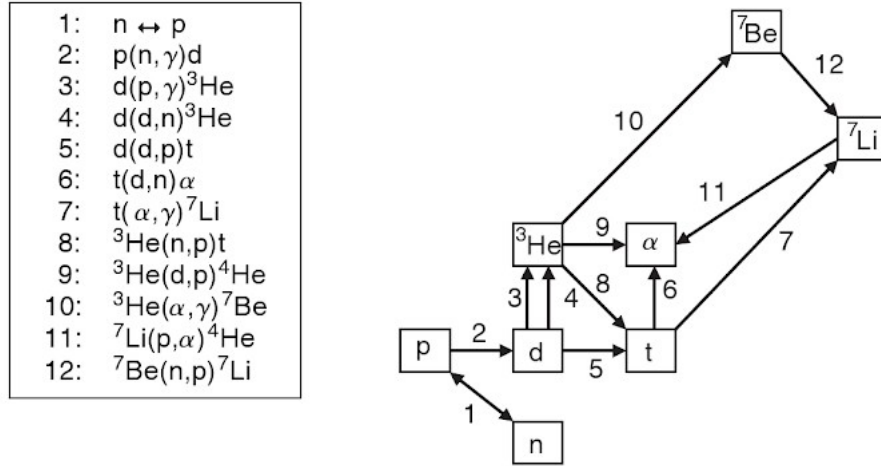 1: n ↔ p
2: p(n,γ)d
3: d(p,γ)³He
4: d(d,n)³He
5: d(d,p)t
6: t(d,n)α
7: t(α,γ)⁷Li
8: ³He(n,p)t
9: ³He(d,p)⁴He
10: ³He(α,γ)⁷Be
11: ⁷Li(p,α)⁴He
12: ⁷Be(n,p)⁷Li
⁷Be
12
10
⁷Li
11
³He
9
α
7
3
4
8
6
p
2
d
5
t
1
n